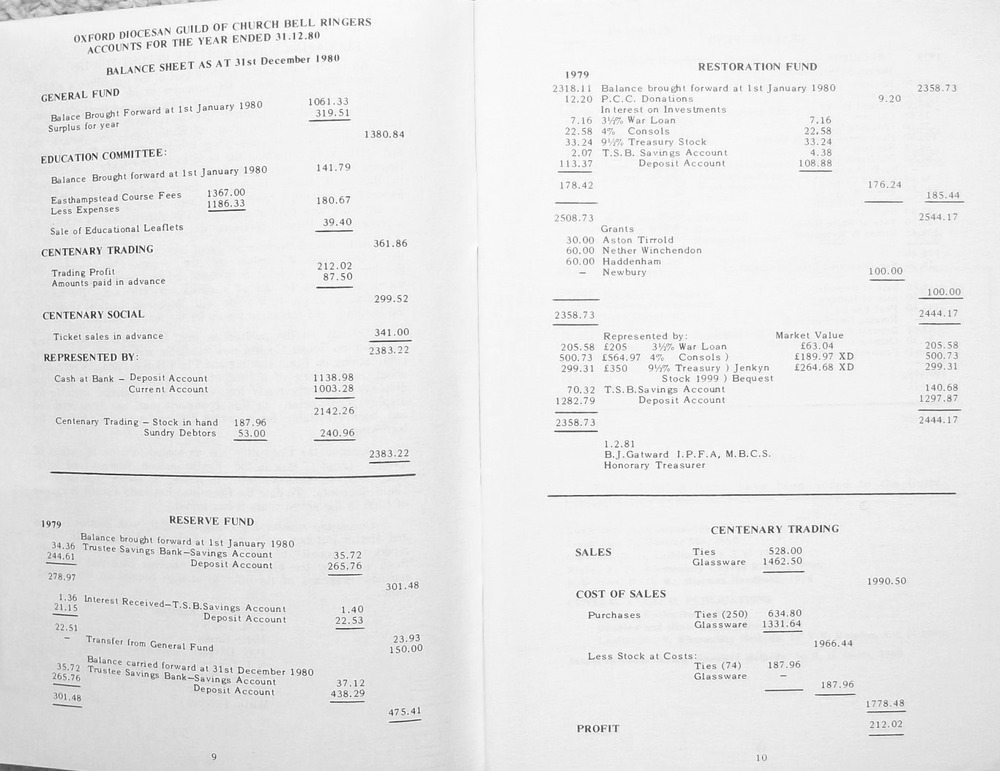 OXFORD DIOCESAN GUILD OF CHURCH BELL RINGERS
ACCOUNTS FOR THE YEAR ENDED 31.12.80
BALANCE SHEET AS AT 31st December 1980
GENERAL FUND
Balace Brought Forward at 1st January 1980 1061.33
Surplus for year 319.51
1380.84
EDUCATION COMMITTEE:
Balance Brought forward at 1st January 1980 141.79
Easthampstead Course Fees 1367.00
Less Expenses 1186.33 180.67
Sale of Educational Leaflets 39.40
361.86
CENTENARY TRADING
Trading Profit 212.02
Amounts paid in advance 87.50
299.52
CENTENARY SOCIAL
Ticket sales in advance 341.00
2383.22
REPRESENTED BY:
Cash at Bank — Deposit Account 1138.98
Current Account 1003.28
2142.26
Centenary Trading — Stock in hand 187.96
Sundry Debtors 53.00 240.96
2383.22
RESERVE FUND
1979
Balance brought forward at 1st January 1980
34.36 Trustee Savings Bank—Savings Account 35.72
244.61 Deposit Account 265.76
278.97 301.48
1.36 Interest Received—T.S.B.Savings Account 1.40
21.15 Deposit Account 22.53
22.51 23.93
— Transfer from General Fund 150.00
Balance carried forward at 31st December 1980
35.72 Trustee Savings Bank—Savings Account 37.12
265.76 Deposit Account 438.29
301.48 475.41
9
RESTORATION FUND
1979
2318.11 Balance brought forward at 1st January 1980 2358.73
12.20 P.C.C. Donations 9.20
Interest on Investments
7.16 3½% War Loan 7.16
22.58 4% Consols 22.58
33.24 9½% Treasury Stock 33.24
2.07 T.S.B. Savings Account 4.38
113.37 Deposit Account 108.88
178.42 176.24
185.44
2508.73 2544.17
Grants
30.00 Aston Tirrold
60.00 Nether Winchendon
60.00 Haddenham
— Newbury 100.00
100.00
2358.73 2444.17
Represented by: Market Value
205.58 £205 3½% War Loan £63.04 205.58
500.73 £564.97 4% Consols ) £189.97 XD 500.73
299.31 £350 9½% Treasury ) Jenkyn £264.68 XD 299.31
Stock 1999 ) Bequest
70.32 T.S.B.Savings Account 140.68
1282.79 Deposit Account 1297.87
2358.73 2444.17
1.2.81
B.J.Gatward I.P.F.A, M.B.C.S.
Honorary Treasurer
CENTENARY TRADING
SALES Ties 528.00
Glassware 1462.50
1990.50
COST OF SALES
Purchases Ties (250) 634.80
Glassware 1331.64
1966.44
Less Stock at Costs:
Ties (74) 187.96
Glassware —
187.96
1778.48
PROFIT 212.02
10